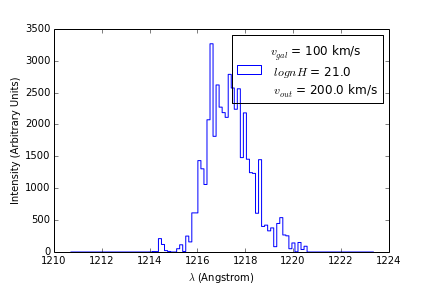 3500
3000
2500
2000
1500
1000
500
0
Intensity (Arbitrary Units)
v_gal = 100 km/s
lognH = 21.0
v_out = 200.0 km/s
1210 1212 1214 1216 1218 1220 1222 1224
λ (Angstrom)